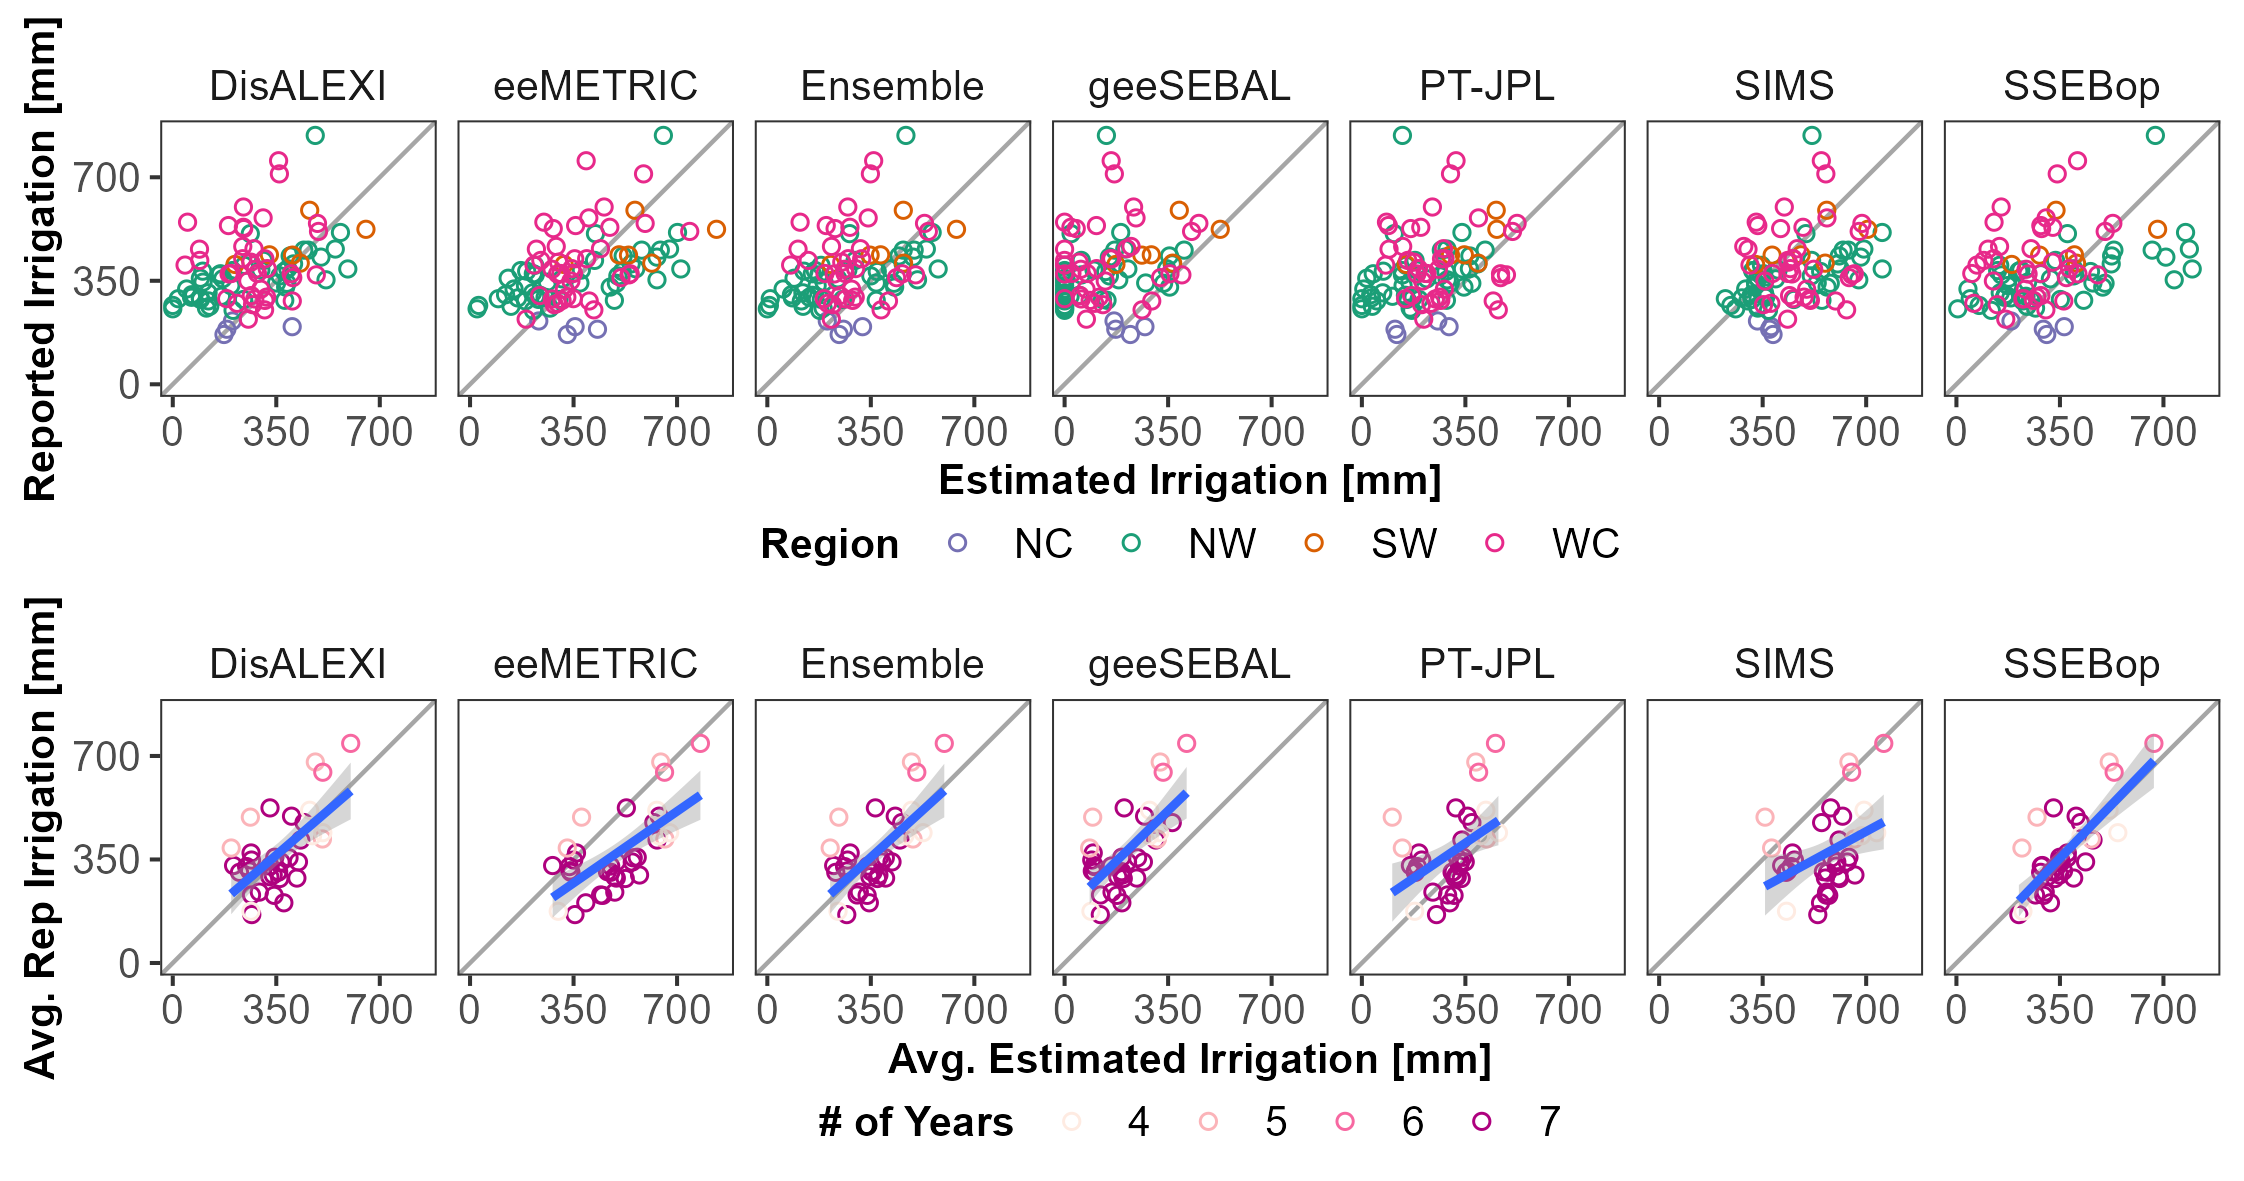 Reported Irrigation [mm]
DisALEXI eeMETRIC Ensemble geeSEBAL PT-JPL SIMS SSEBop
700
350
0
0 350 700 0 350 700 0 350 700 0 350 700 0 350 700 0 350 700 0 350 700
Estimated Irrigation [mm]
Region NC NW SW WC
Avg. Rep Irrigation [mm]
DisALEXI eeMETRIC Ensemble geeSEBAL PT-JPL SIMS SSEBop
700
350
0
0 350 700 0 350 700 0 350 700 0 350 700 0 350 700 0 350 700 0 350 700
Avg. Estimated Irrigation [mm]
# of Years 4 5 6 7